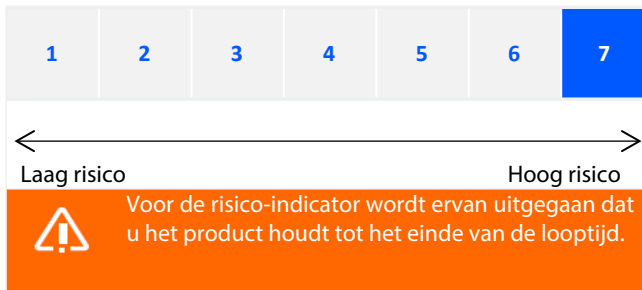 1 2 3 4 5 6 7
Laag risico Hoog risico
Voor de risico-indicator wordt ervan uitgegaan dat
u het product houdt tot het einde van de looptijd.